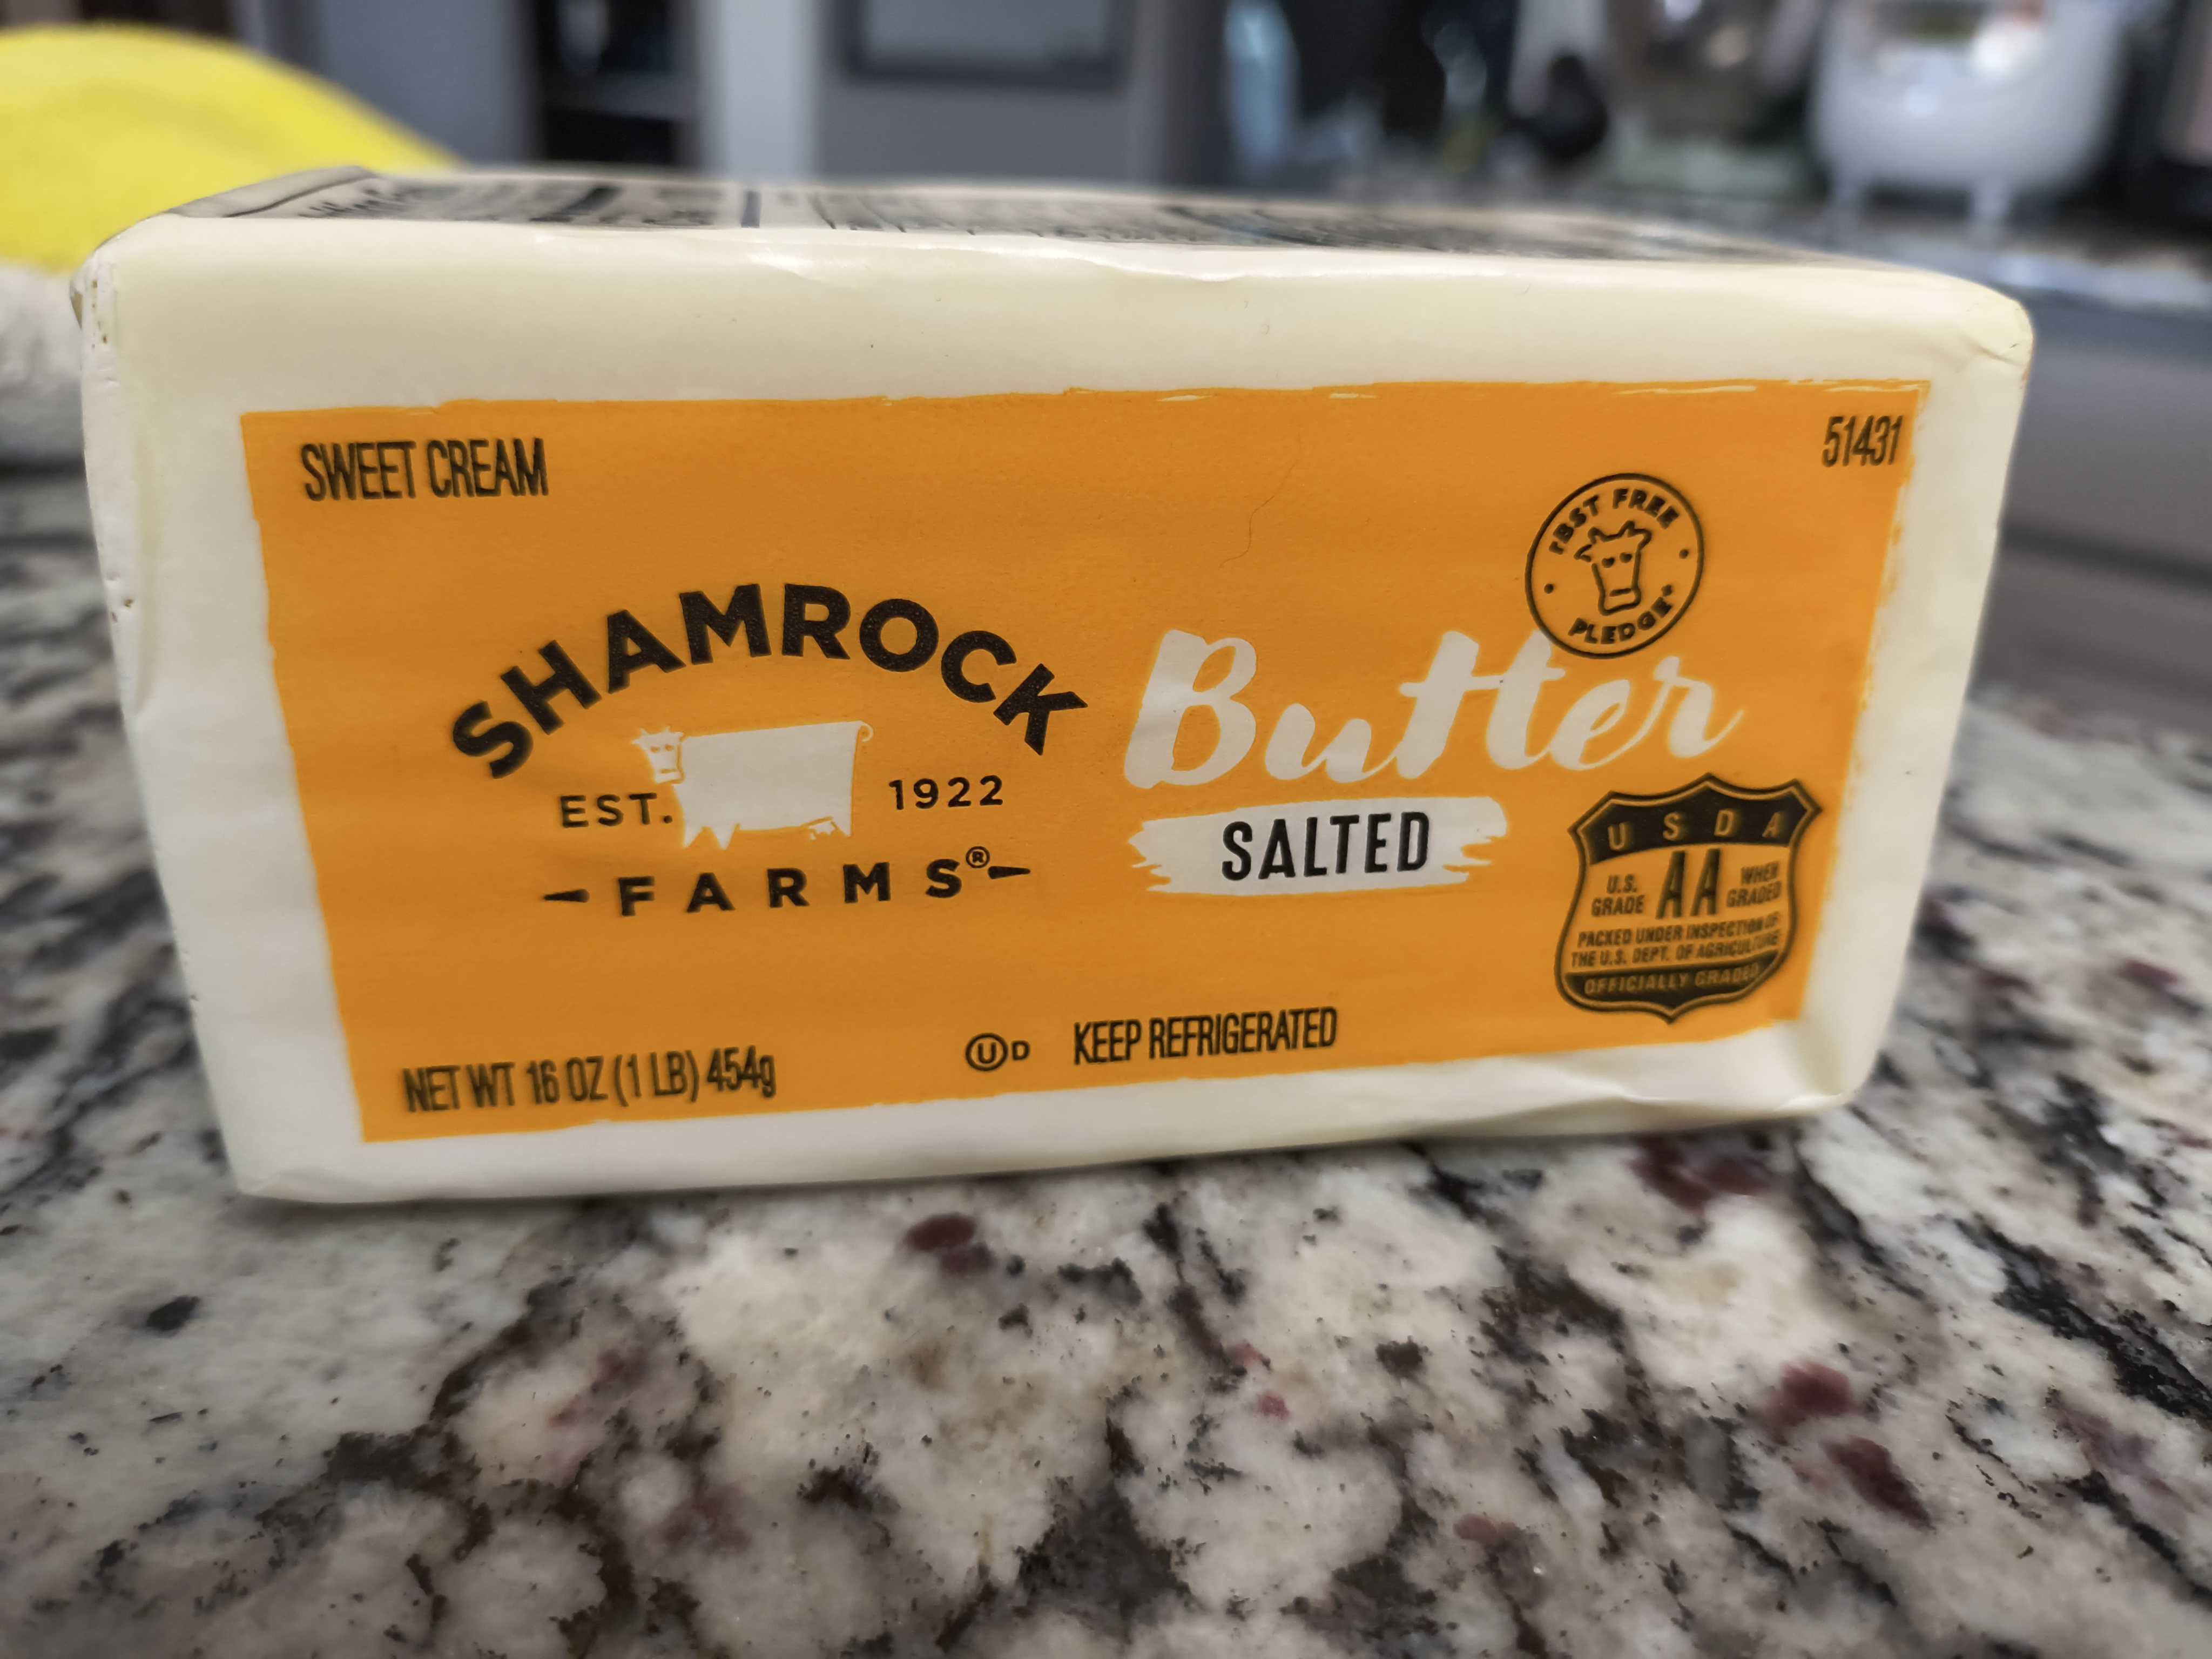 SWEET CREAM
51431
rBST FREE
PLEDGE
SHAMROCK
EST. 1922
FARMS®
Butter
SALTED
USDA
U.S. GRADE AA WHEN GRADED
PACKED UNDER INSPECTION OF
THE U.S. DEPT. OF AGRICULTURE
OFFICIALLY GRADED
NET WT 16 OZ (1 LB) 454g
U D
KEEP REFRIGERATED